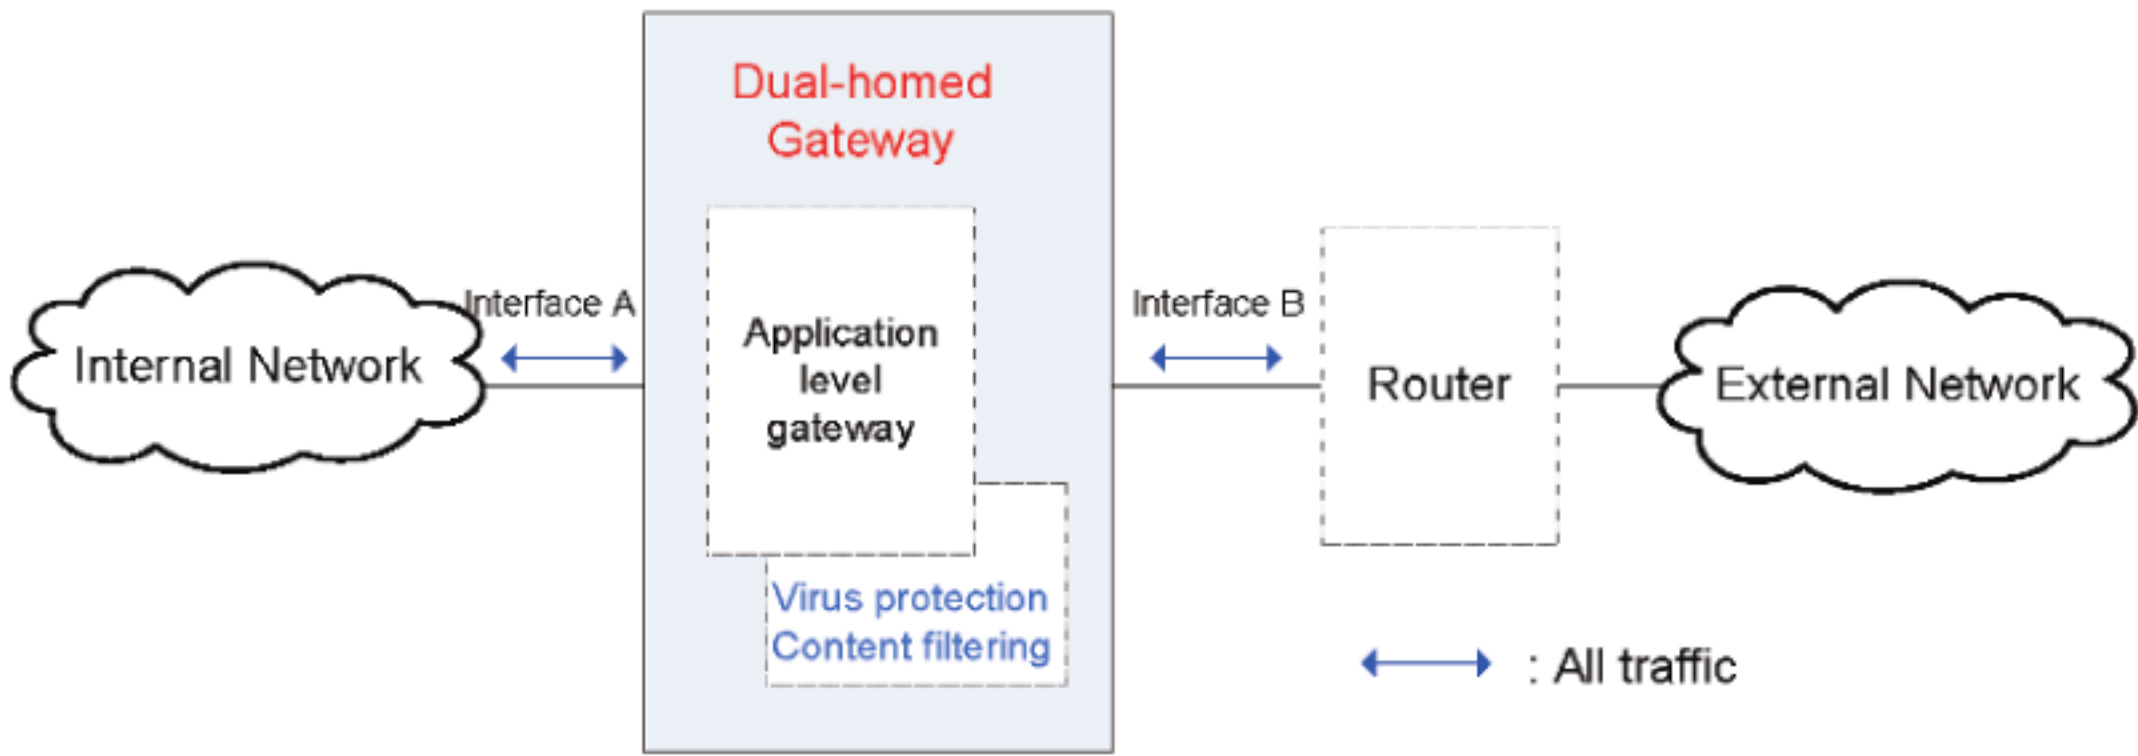 Dual-homed
Gateway
Interface A
Internal Network
Application
level
gateway
Virus protection
Content filtering
Interface B
Router
External Network
: All traffic